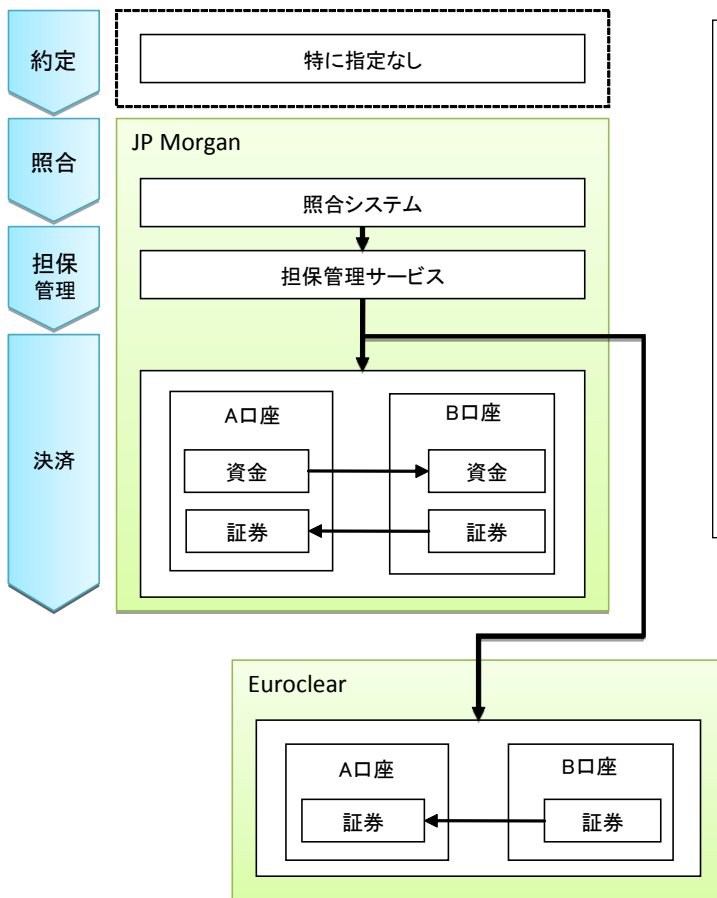 約定
特に指定なし
照合
JP Morgan
照合システム
担保
管理
担保管理サービス
決済
A口座
B口座
資金
資金
証券
証券
Euroclear
A口座
B口座
証券
証券